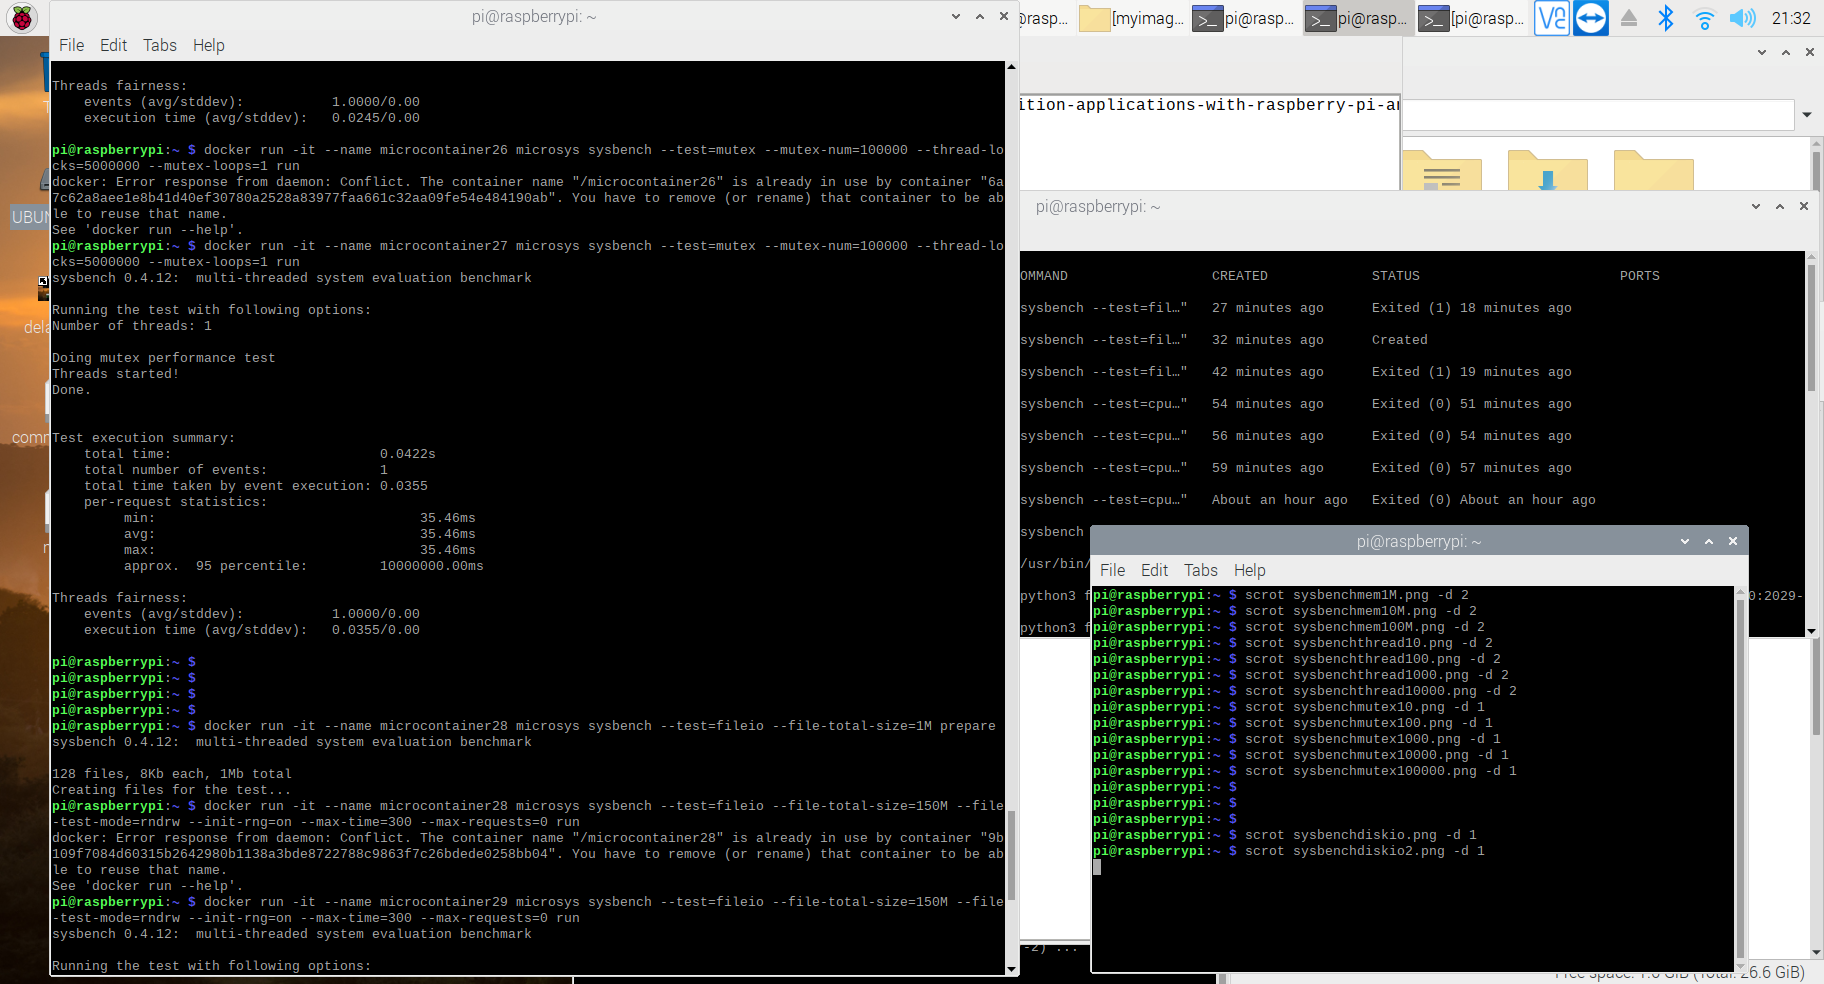 pi@raspberrypi: ~
File Edit Tabs Help
Threads fairness:
events (avg/stddev): 1.0000/0.00
execution time (avg/stddev): 0.0245/0.00
pi@raspberrypi:~ $ docker run -it --name microcontainer26 microsys sysbench --test=mutex --mutex-num=100000 --thread-lo
cks=5000000 --mutex-loops=1 run
docker: Error response from daemon: Conflict. The container name "/microcontainer26" is already in use by container "6a
7c62a8aee1e8b41d40ef30780a2528a83977faa661c32aa09fe54e484190ab". You have to remove (or rename) that container to be ab
le to reuse that name.
See 'docker run --help'.
pi@raspberrypi:~ $ docker run -it --name microcontainer27 microsys sysbench --test=mutex --mutex-num=100000 --thread-lo
cks=5000000 --mutex-loops=1 run
sysbench 0.4.12: multi-threaded system evaluation benchmark
Running the test with following options:
Number of threads: 1
Doing mutex performance test
Threads started!
Done.
Test execution summary:
total time: 0.0422s
total number of events: 1
total time taken by event execution: 0.0355
per-request statistics:
min: 35.46ms
avg: 35.46ms
max: 35.46ms
approx. 95 percentile: 10000000.00ms
Threads fairness:
events (avg/stddev): 1.0000/0.00
execution time (avg/stddev): 0.0355/0.00
pi@raspberrypi:~ $
pi@raspberrypi:~ $
pi@raspberrypi:~ $
pi@raspberrypi:~ $
pi@raspberrypi:~ $ docker run -it --name microcontainer28 microsys sysbench --test=fileio --file-total-size=1M prepare
sysbench 0.4.12: multi-threaded system evaluation benchmark
128 files, 8Kb each, 1Mb total
Creating files for the test...
pi@raspberrypi:~ $ docker run -it --name microcontainer28 microsys sysbench --test=fileio --file-total-size=150M --file
-test-mode=rndrw --init-rng=on --max-time=300 --max-requests=0 run
docker: Error response from daemon: Conflict. The container name "/microcontainer28" is already in use by container "9b
109f7084d60315b2642980b1138a3bde8722788c9863f7c26bdede0258bb04". You have to remove (or rename) that container to be ab
le to reuse that name.
See 'docker run --help'.
pi@raspberrypi:~ $ docker run -it --name microcontainer29 microsys sysbench --test=fileio --file-total-size=150M --file
-test-mode=rndrw --init-rng=on --max-time=300 --max-requests=0 run
sysbench 0.4.12: multi-threaded system evaluation benchmark
Running the test with following options:
@rasp... [myimag... pi@rasp... pi@rasp... [pi@rasp... 21:32
ition-applications-with-raspberry-pi-a
pi@raspberrypi: ~
OMMAND CREATED STATUS PORTS
sysbench --test=fil…" 27 minutes ago Exited (1) 18 minutes ago
sysbench --test=fil…" 32 minutes ago Created
sysbench --test=fil…" 42 minutes ago Exited (1) 19 minutes ago
sysbench --test=cpu…" 54 minutes ago Exited (0) 51 minutes ago
sysbench --test=cpu…" 56 minutes ago Exited (0) 54 minutes ago
sysbench --test=cpu…" 59 minutes ago Exited (0) 57 minutes ago
sysbench --test=cpu…" About an hour ago Exited (0) About an hour ago
sysbench
/usr/bin/
python3 f 0:2029-
python3 f
pi@raspberrypi: ~
File Edit Tabs Help
pi@raspberrypi:~ $ scrot sysbenchmem1M.png -d 2
pi@raspberrypi:~ $ scrot sysbenchmem10M.png -d 2
pi@raspberrypi:~ $ scrot sysbenchmem100M.png -d 2
pi@raspberrypi:~ $ scrot sysbenchthread10.png -d 2
pi@raspberrypi:~ $ scrot sysbenchthread100.png -d 2
pi@raspberrypi:~ $ scrot sysbenchthread1000.png -d 2
pi@raspberrypi:~ $ scrot sysbenchthread10000.png -d 2
pi@raspberrypi:~ $ scrot sysbenchmutex10.png -d 1
pi@raspberrypi:~ $ scrot sysbenchmutex100.png -d 1
pi@raspberrypi:~ $ scrot sysbenchmutex1000.png -d 1
pi@raspberrypi:~ $ scrot sysbenchmutex10000.png -d 1
pi@raspberrypi:~ $ scrot sysbenchmutex100000.png -d 1
pi@raspberrypi:~ $
pi@raspberrypi:~ $
pi@raspberrypi:~ $
pi@raspberrypi:~ $ scrot sysbenchdiskio.png -d 1
pi@raspberrypi:~ $ scrot sysbenchdiskio2.png -d 1
-2) ...
26.6 GiB)
UBUN
dela
comm